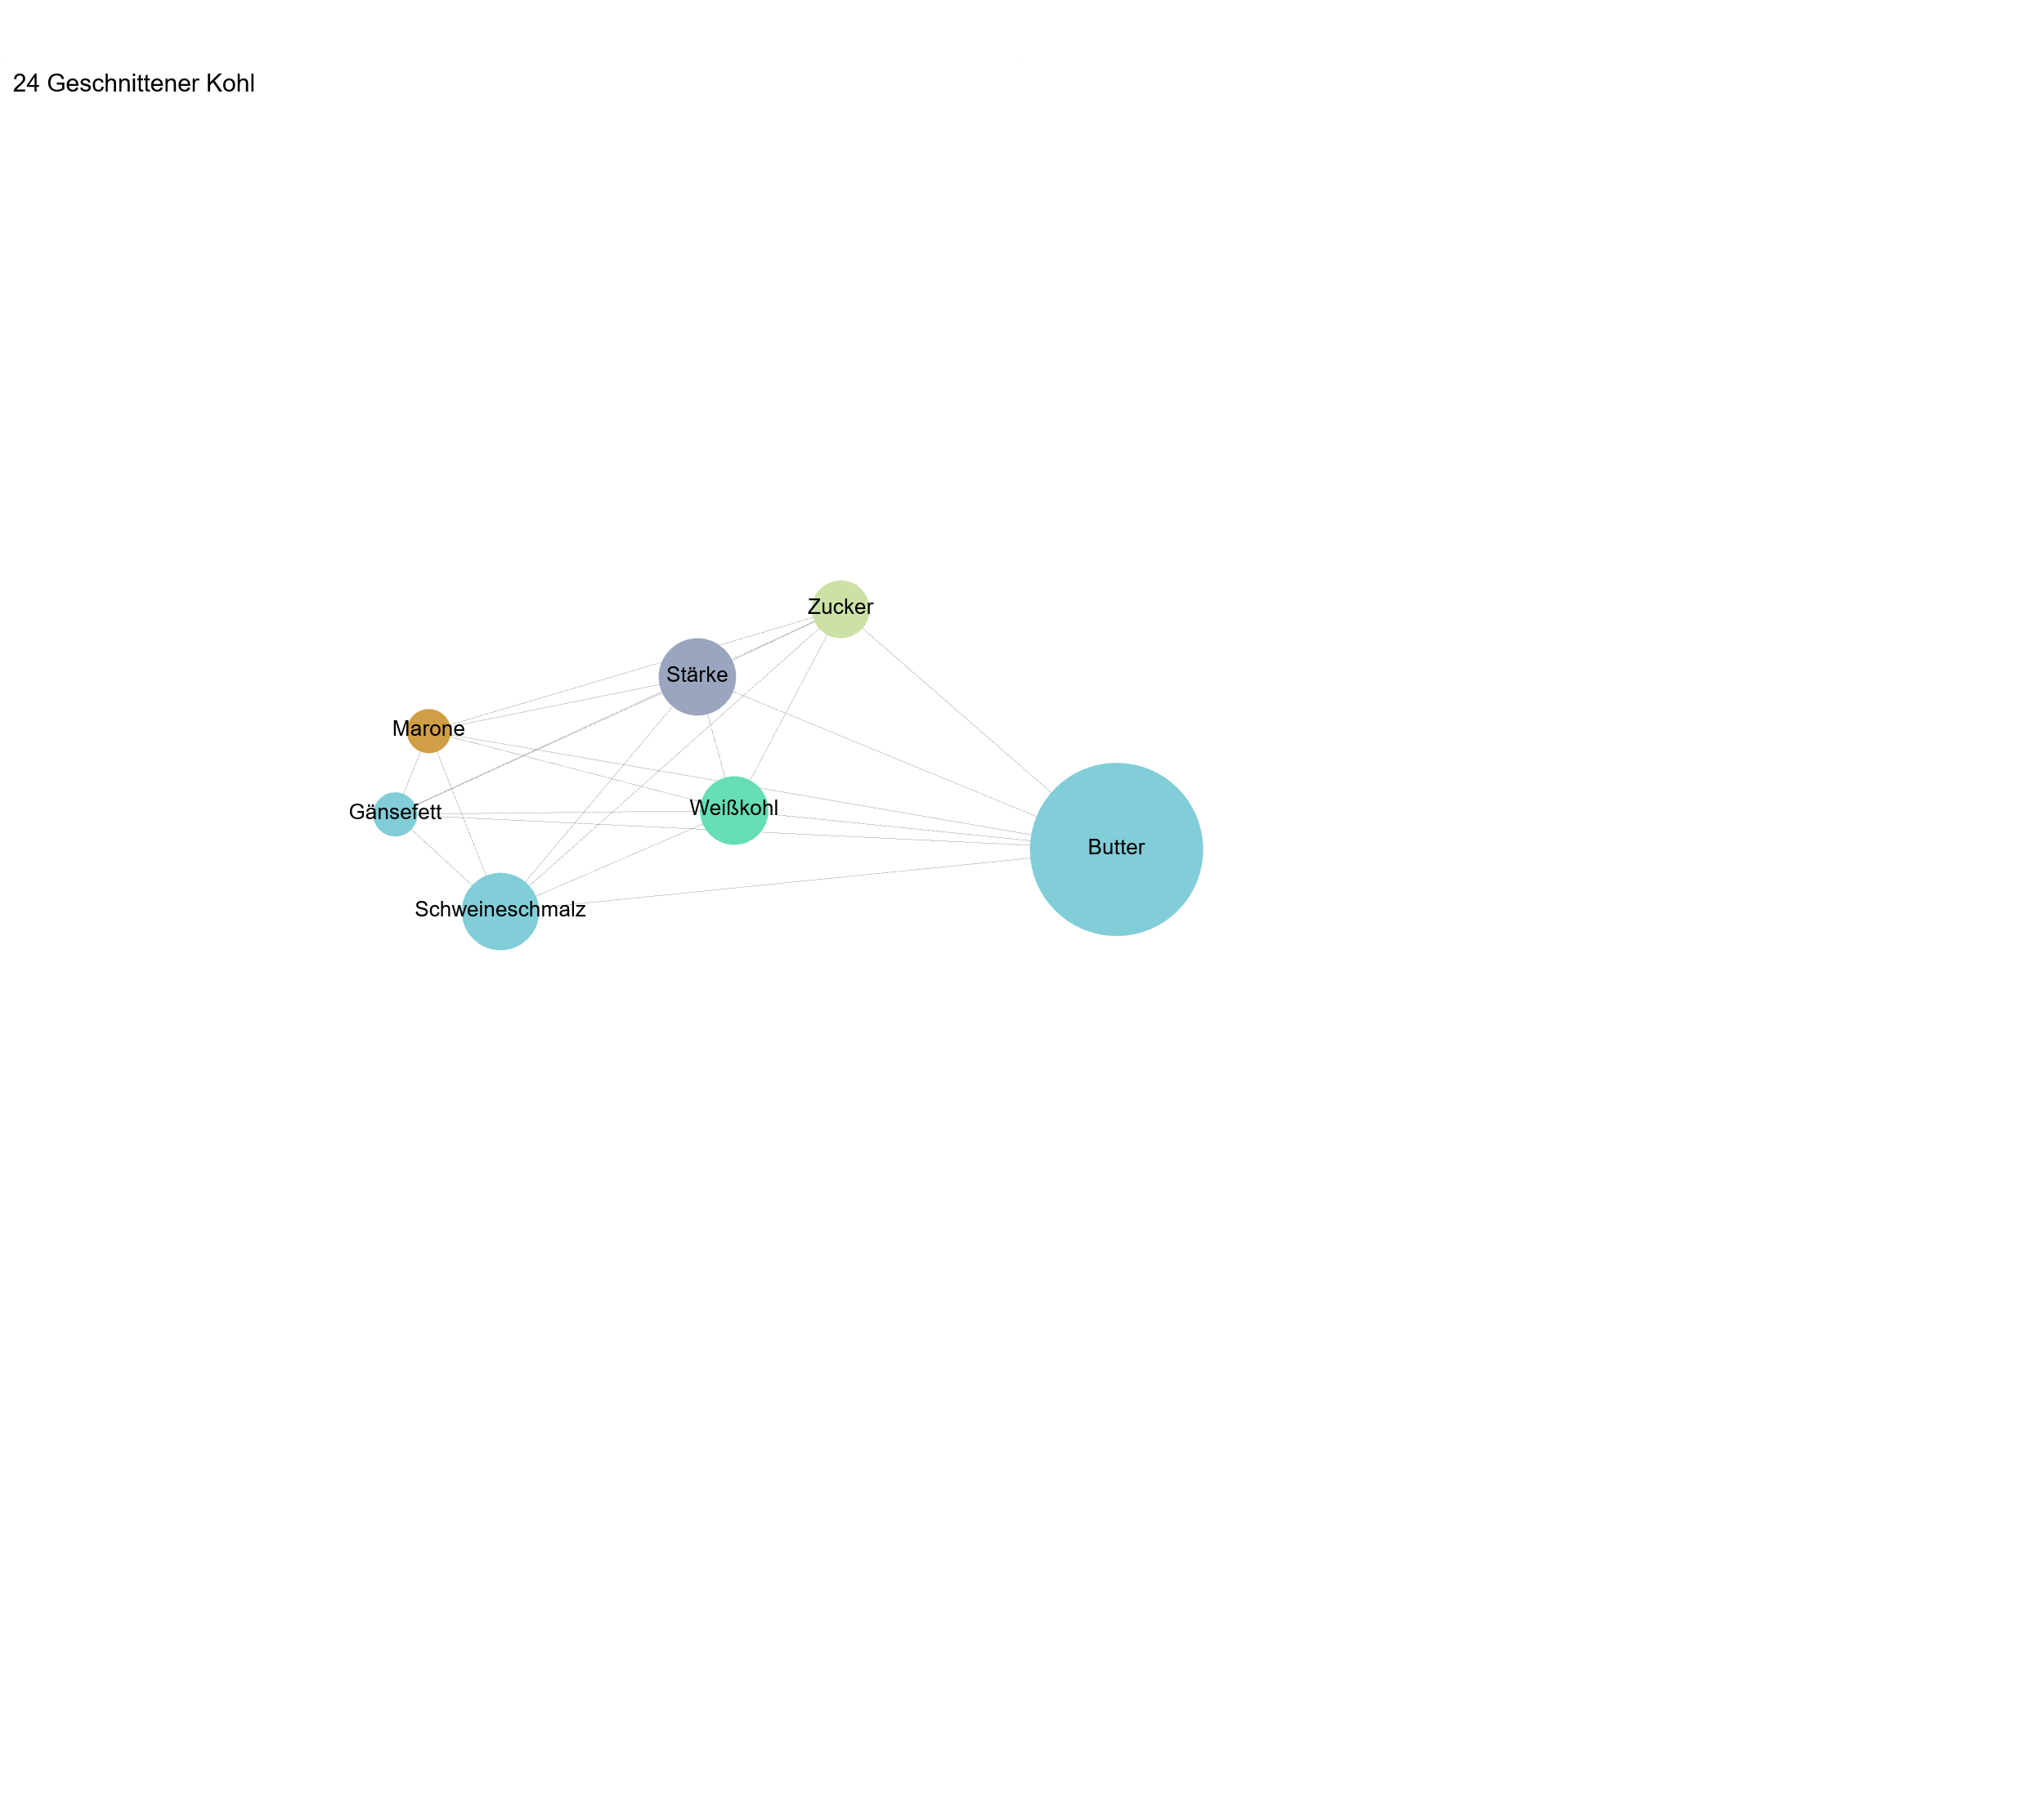 24 Geschnittener Kohl
Zucker
Stärke
Marone
Weißkohl
Gänsefett
Butter
Schweineschmalz